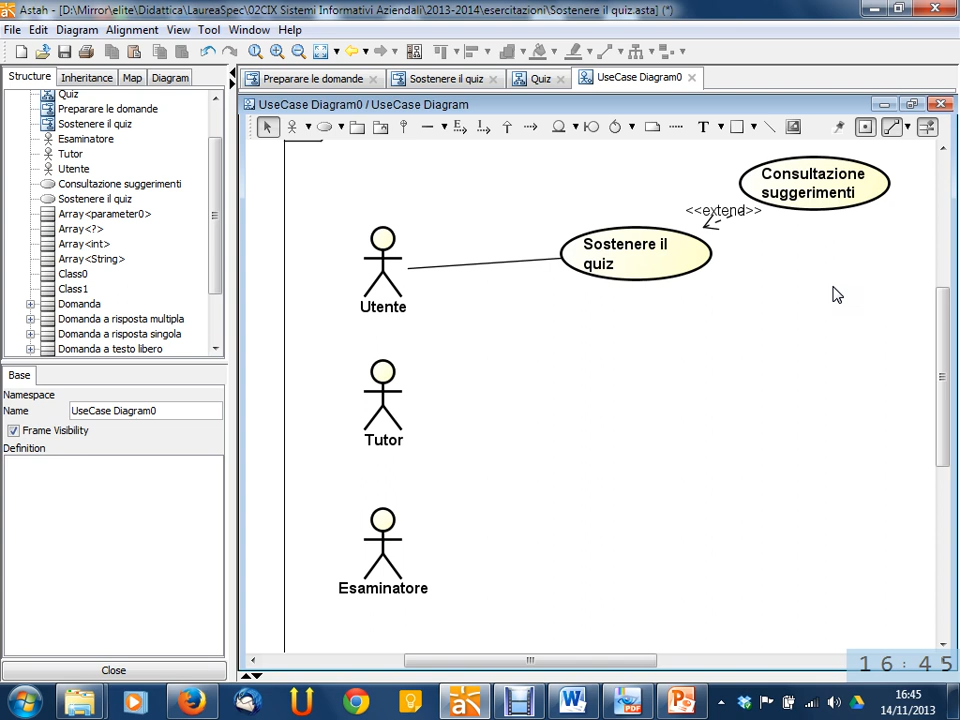 Astah - [D:\Mirror\elite\Didattica\LaureaSpec\02CIX Sistemi Informativi Aziendali\2013-2014\esercitazioni\Sostenere il quiz.asta] (*)
File Edit Diagram Alignment View Tool Window Help
Structure Inheritance Map Diagram
Preparare le domande Sostenere il quiz Quiz UseCase Diagram0
UseCase Diagram0 / UseCase Diagram
Quiz
Preparare le domande
Sostenere il quiz
Esaminatore
Tutor
Utente
Consultazione suggerimenti
Sostenere il quiz
Array<parameter0>
Array<?>
Array<int>
Array<String>
Class0
Class1
Domanda
Domanda a risposta multipla
Domanda a risposta singola
Domanda a testo libero
Base
Namespace
Name UseCase Diagram0
Frame Visibility
Definition
Close
Consultazione
suggerimenti
<<extend>>
Sostenere il
quiz
Utente
Tutor
Esaminatore
16:45
16:45
14/11/2013